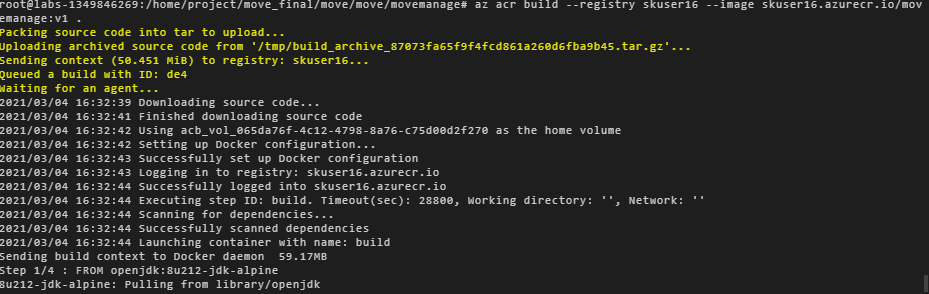 root@labs-1349846269:/home/project/move_final/move/move/movemanage# az acr build --registry skuser16 --image skuser16.azurecr.io/mov
emanage:v1 .
Packing source code into tar to upload...
Uploading archived source code from '/tmp/build_archive_87073fa65f9f4fcd861a260d6fba9b45.tar.gz'...
Sending context (50.451 MiB) to registry: skuser16...
Queued a build with ID: de4
Waiting for an agent...
2021/03/04 16:32:39 Downloading source code...
2021/03/04 16:32:41 Finished downloading source code
2021/03/04 16:32:42 Using acb_vol_065da76f-4c12-4798-8a76-c75d00d2f270 as the home volume
2021/03/04 16:32:42 Setting up Docker configuration...
2021/03/04 16:32:43 Successfully set up Docker configuration
2021/03/04 16:32:43 Logging in to registry: skuser16.azurecr.io
2021/03/04 16:32:44 Successfully logged into skuser16.azurecr.io
2021/03/04 16:32:44 Executing step ID: build. Timeout(sec): 28800, Working directory: '', Network: ''
2021/03/04 16:32:44 Scanning for dependencies...
2021/03/04 16:32:44 Successfully scanned dependencies
2021/03/04 16:32:44 Launching container with name: build
Sending build context to Docker daemon  59.17MB
Step 1/4 : FROM openjdk:8u212-jdk-alpine
8u212-jdk-alpine: Pulling from library/openjdk